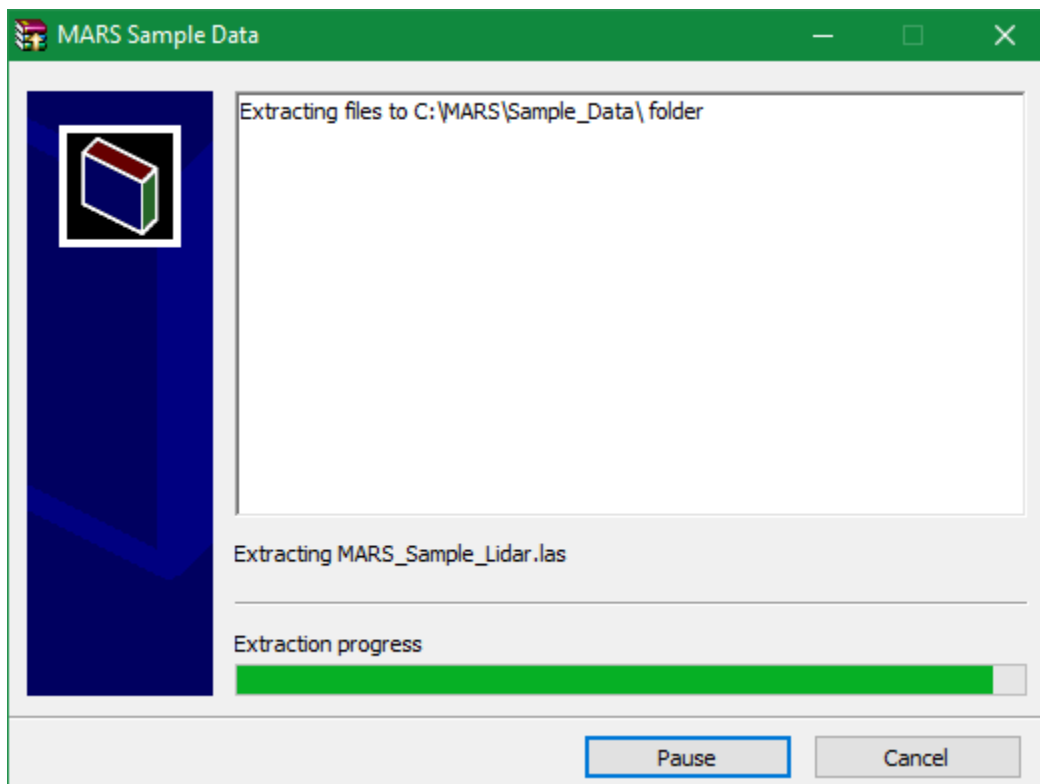 MARS Sample Data
Extracting files to C:\MARS\Sample_Data\ folder
Extracting MARS_Sample_Lidar.las
Extraction progress
Pause
Cancel